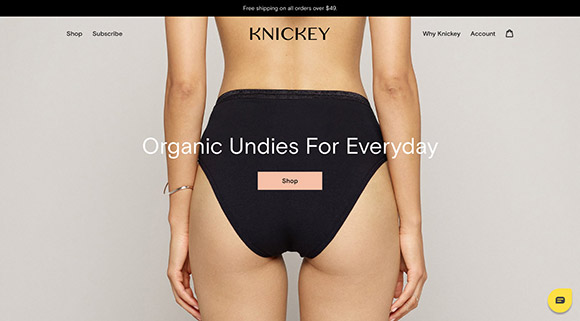 Free shipping on all orders over $49.
Shop Subscribe KNICKEY Why Knickey Account
Organic Undies For Everyday
Shop